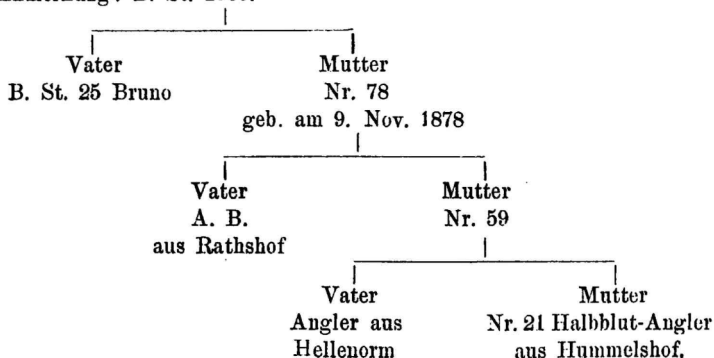 Vater Mutter
B. St. 25 Bruno Nr. 78
geb. am 9. Nov. 1878
Vater Mutter
A. B. Nr. 59
aus Rathshof
Vater Mutter
Angler aus Nr. 21 Halbblut-Angler
Hellenorm aus Hummelshof.